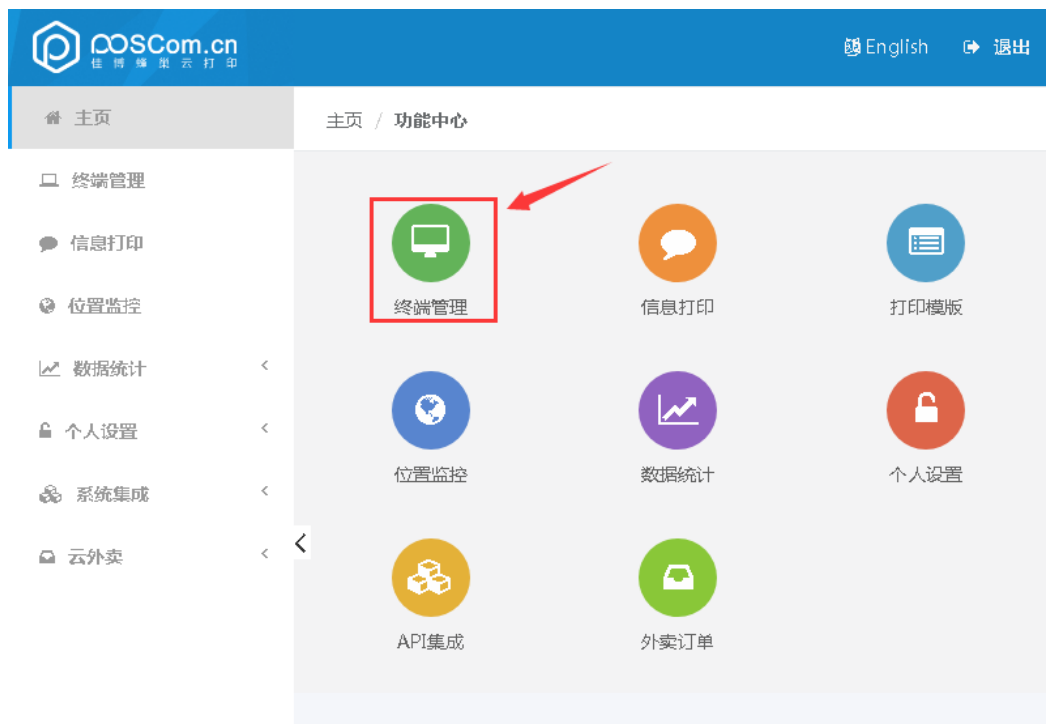 POSCom.cn
佳博蜂巢云打印
English
退出
主页
主页 / 功能中心
终端管理
信息打印
位置监控
数据统计
个人设置
系统集成
云外卖
终端管理
信息打印
打印模版
位置监控
数据统计
个人设置
API集成
外卖订单